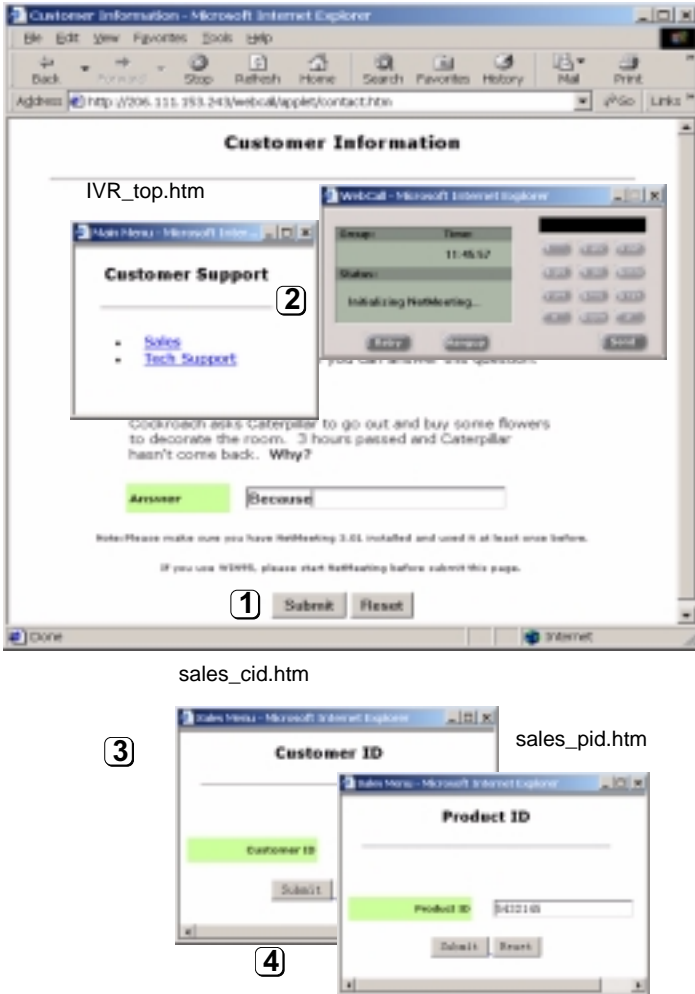 Customer Information - Microsoft Internet Explorer
File Edit View Favorites Tools Help
Back Forward Stop Refresh Home Search Favorites History Mail Print
Address http://206.111.153.243/webcall/applet/contact.htm Go Links
Customer Information
IVR_top.htm
WebCall - Microsoft Internet Explorer
Group: Time:
11:45:57
Status:
Initializing NetMeeting...
Retry Hangup Send
Main Menu - Microsoft Inter...
Customer Support
2
Sales
Tech Support
you can answer this question.
Cockroach asks Caterpillar to go out and buy some flowers
to decorate the room. 3 hours passed and Caterpillar
hasn't come back. Why?
Answer Because
Note:Please make sure you have NetMeeting 3.01 installed and used it at least once before.
If you use WIN95, please start NetMeeting before submit this page.
1 Submit Reset
Done Internet
sales_cid.htm
3
Sales Menu - Microsoft Internet Explorer
Customer ID
Customer ID
Submit
4
sales_pid.htm
Sales Menu - Microsoft Internet Explorer
Product ID
Product ID 5432165
Submit Reset